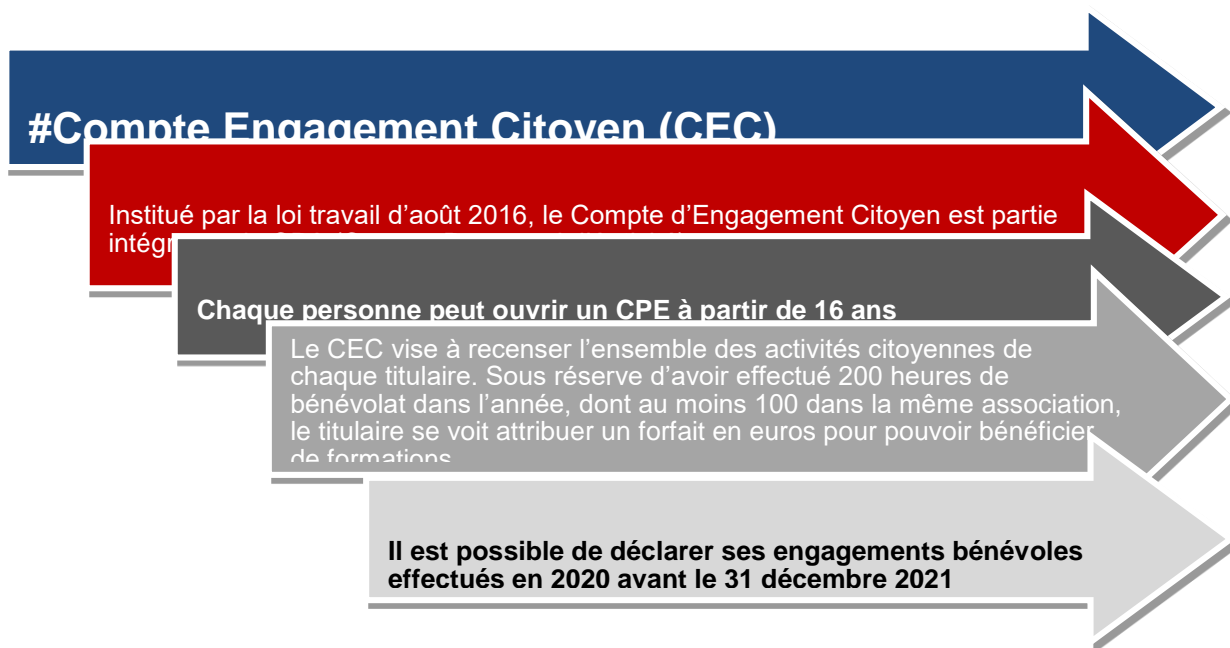 #Compte Engagement Citoyen (CEC)
Institué par la loi travail d’août 2016, le Compte d’Engagement Citoyen est partie
Chaque personne peut ouvrir un CPE à partir de 16 ans
Le CEC vise à recenser l’ensemble des activités citoyennes de
chaque titulaire. Sous réserve d’avoir effectué 200 heures de
bénévolat dans l’année, dont au moins 100 dans la même association,
le titulaire se voit attribuer un forfait en euros pour pouvoir bénéficier
de formations
Il est possible de déclarer ses engagements bénévoles
effectués en 2020 avant le 31 décembre 2021